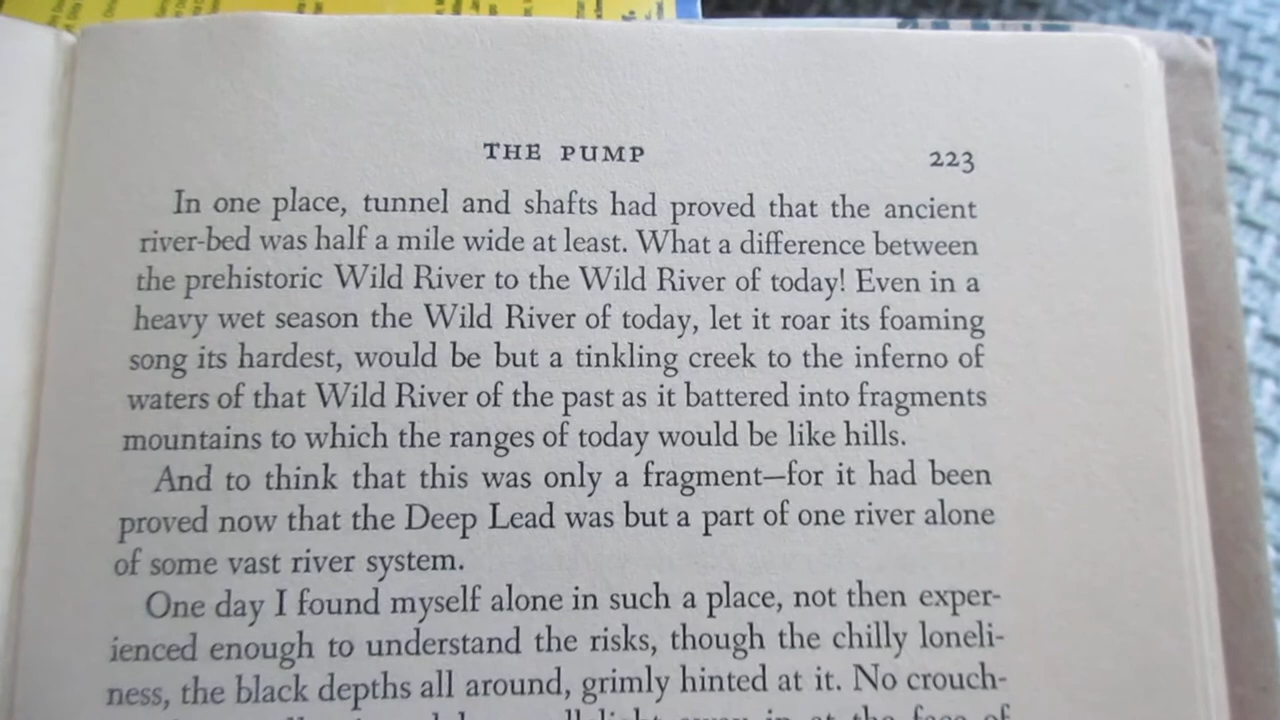 THE PUMP 223
In one place, tunnel and shafts had proved that the ancient
river-bed was half a mile wide at least. What a difference between
the prehistoric Wild River to the Wild River of today! Even in a
heavy wet season the Wild River of today, let it roar its foaming
song its hardest, would be but a tinkling creek to the inferno of
waters of that Wild River of the past as it battered into fragments
mountains to which the ranges of today would be like hills.
And to think that this was only a fragment—for it had been
proved now that the Deep Lead was but a part of one river alone
of some vast river system.
One day I found myself alone in such a place, not then exper-
ienced enough to understand the risks, though the chilly loneli-
ness, the black depths all around, grimly hinted at it. No crouch-
in at the face of